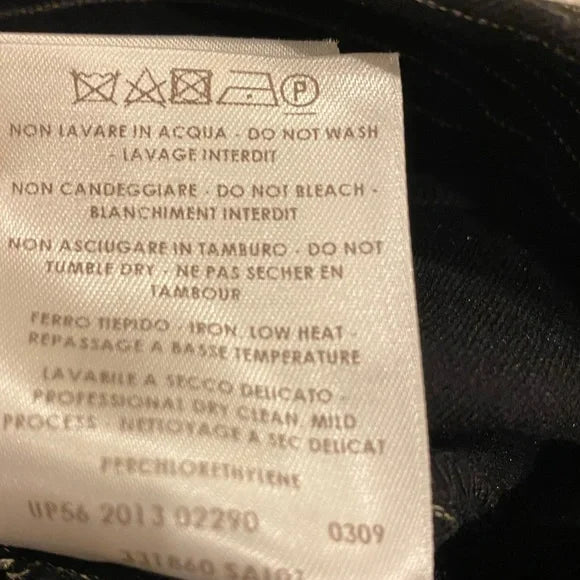 P
NON LAVARE IN ACQUA - DO NOT WASH
- LAVAGE INTERDIT
NON CANDEGGIARE - DO NOT BLEACH -
BLANCHIMENT INTERDIT
NON ASCIUGARE IN TAMBURO - DO NOT
TUMBLE DRY - NE PAS SECHER EN
TAMBOUR
FERRO TIEPIDO - IRON, LOW HEAT -
REPASSAGE A BASSE TEMPERATURE
LAVABILE A SECCO DELICATO -
PROFESSIONAL DRY CLEAN, MILD
PROCESS - NETTOYAGE A SEC DELICAT
PERCHLORETHYLENE
UP56 2013 02290 0309